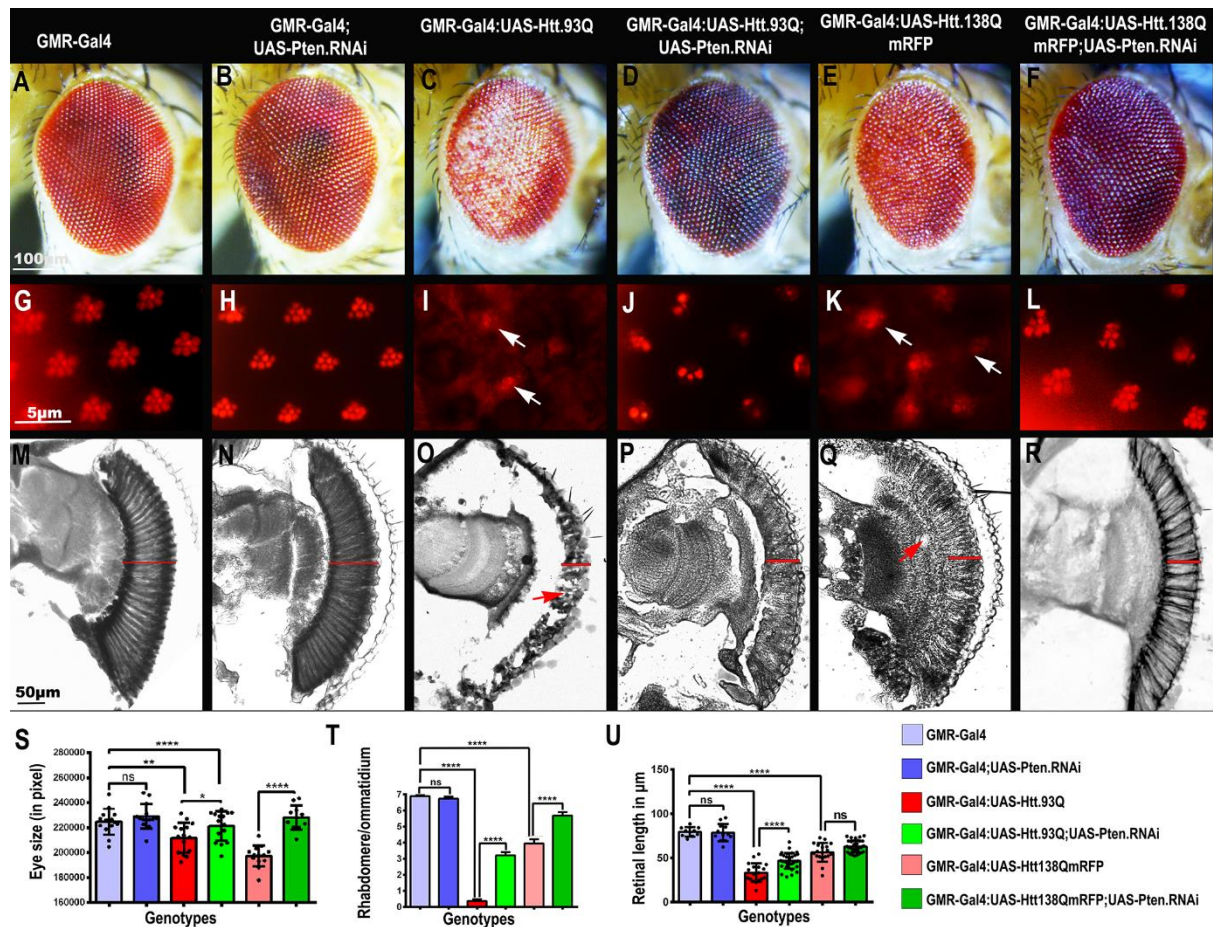 GMR-Gal4
GMR-Gal4;
UAS-Pten.RNAi
GMR-Gal4:UAS-Htt.93Q
GMR-Gal4:UAS-Htt.93Q;
UAS-Pten.RNAi
GMR-Gal4:UAS-Htt.138Q
mRFP
GMR-Gal4:UAS-Htt.138Q
mRFP;UAS-Pten.RNAi
A
B
C
D
E
F
100µm
G
H
I
J
K
L
5µm
M
N
O
P
Q
R
50µm
S
Eye size (in pixel)
280000
260000
240000
220000
200000
180000
160000
ns
**
****
*
****
Genotypes
T
Rhabdomere/ommatidium
7
6
5
4
3
2
1
0
ns
****
****
****
****
Genotypes
U
Retinal length in µm
150
100
50
0
ns
****
****
****
ns
Genotypes
GMR-Gal4
GMR-Gal4;UAS-Pten.RNAi
GMR-Gal4:UAS-Htt.93Q
GMR-Gal4:UAS-Htt.93Q;UAS-Pten.RNAi
GMR-Gal4:UAS-Htt138QmRFP
GMR-Gal4:UAS-Htt138QmRFP;UAS-Pten.RNAi